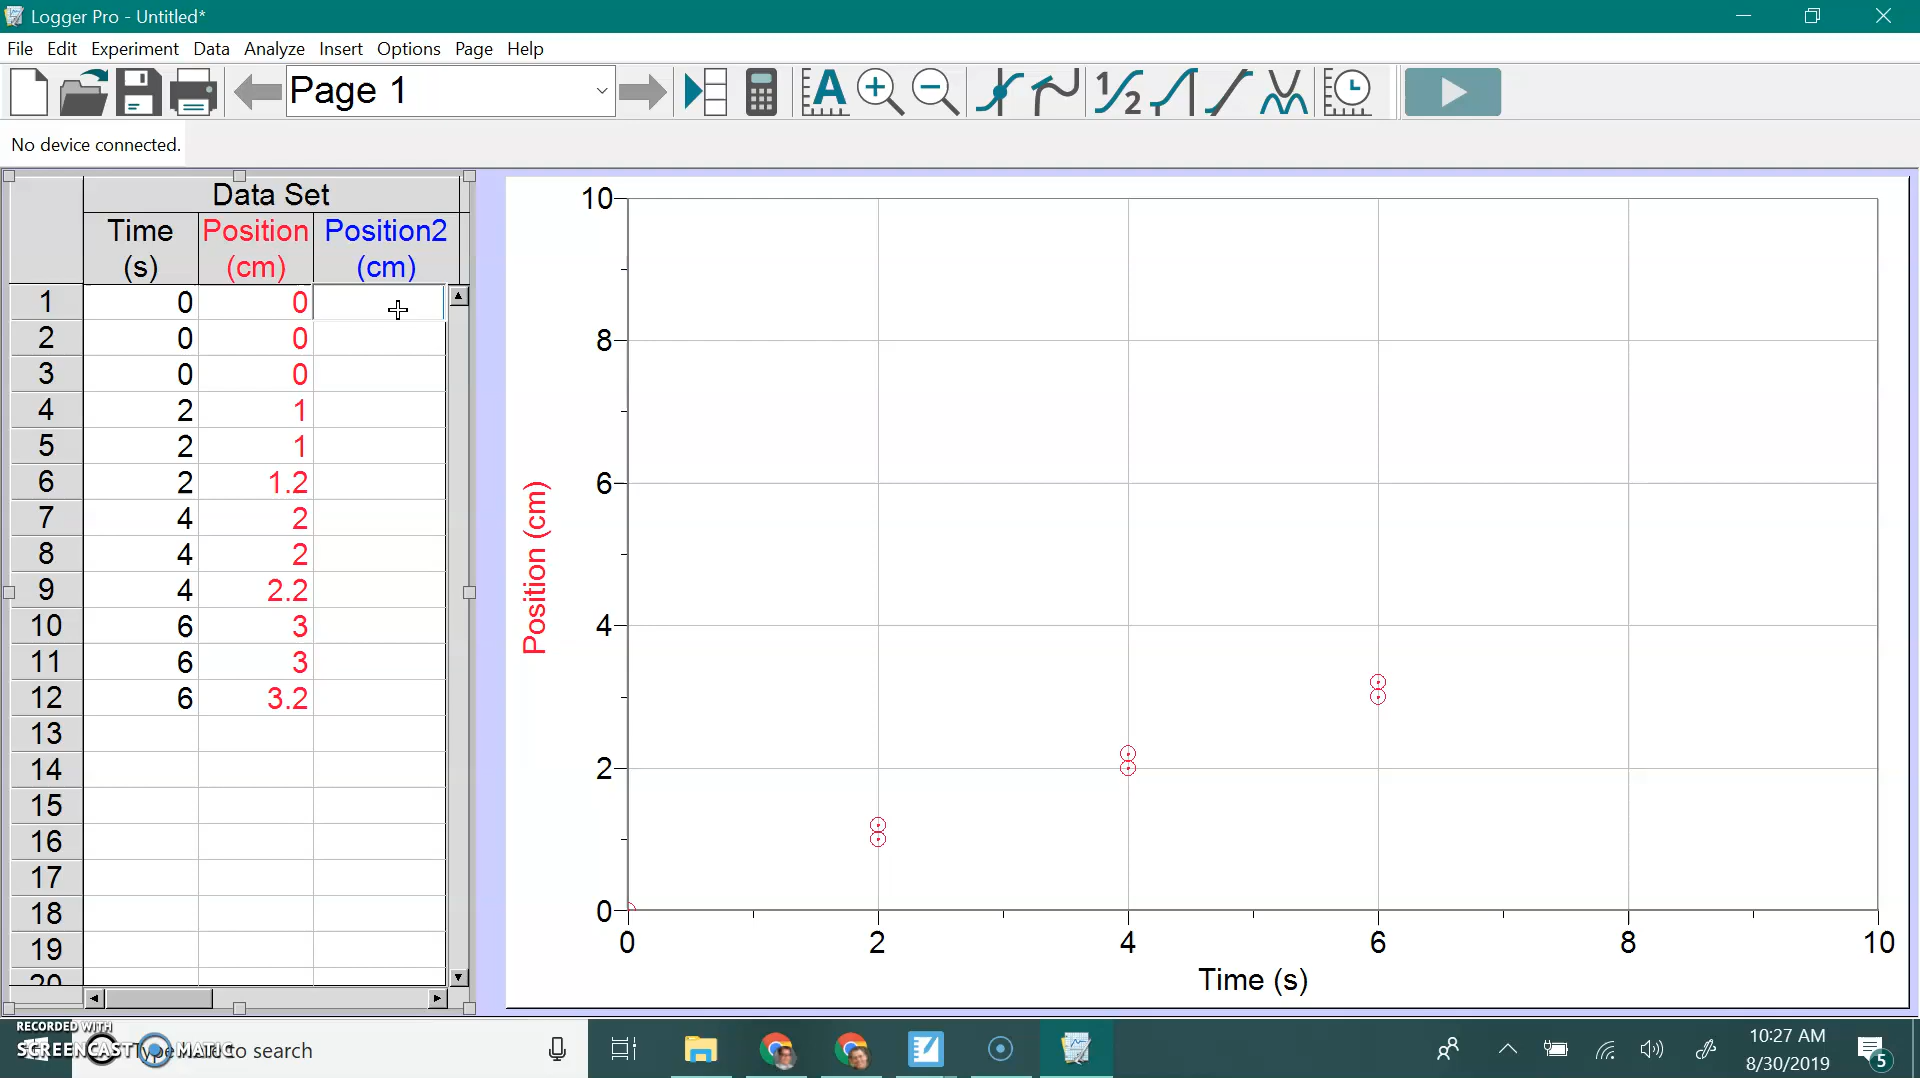 Logger Pro - Untitled*
File Edit Experiment Data Analyze Insert Options Page Help
Page 1
No device connected.
Data Set
Time Position Position2
(s) (cm) (cm)
1 0 0
2 0 0
3 0 0
4 2 1
5 2 1
6 2 1.2
7 4 2
8 4 2
9 4 2.2
10 6 3
11 6 3
12 6 3.2
13
14
15
16
17
18
19
20
Position (cm)
10
8
6
4
2
0
0 2 4 6 8 10
Time (s)
RECORDED WITH
SCREENCAST MATIC
to search
10:27 AM
8/30/2019
5